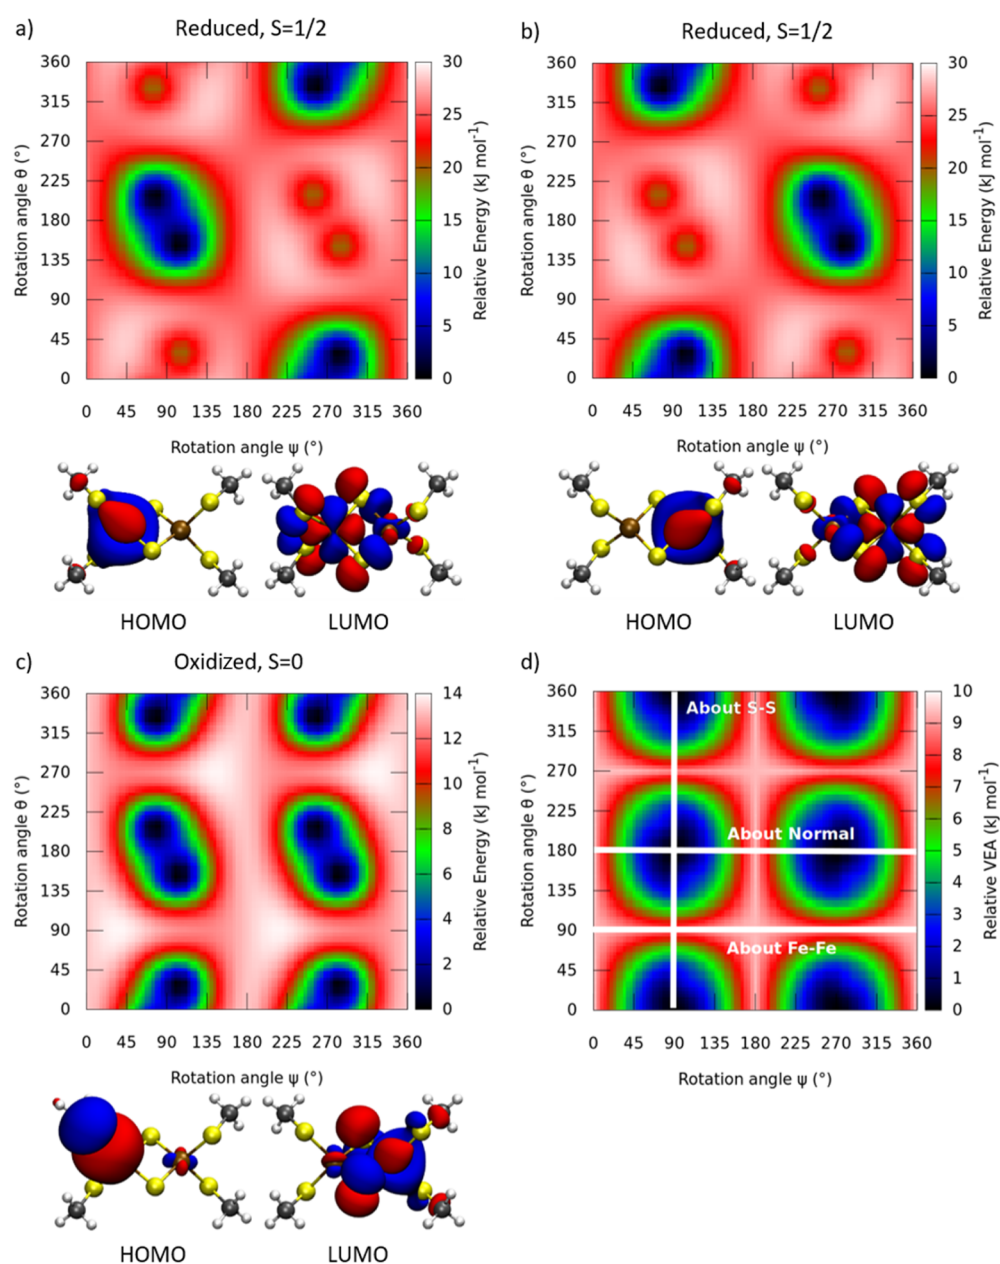 a)
Reduced, S=1/2
360
315
270
225
180
135
90
45
0
Rotation angle θ (°)
0 45 90 135 180 225 270 315 360
Rotation angle ψ (°)
30
25
20
15
10
5
0
Relative Energy (kJ mol⁻¹)
HOMO LUMO
b)
Reduced, S=1/2
360
315
270
225
180
135
90
45
0
Rotation angle θ (°)
0 45 90 135 180 225 270 315 360
Rotation angle ψ (°)
30
25
20
15
10
5
0
Relative Energy (kJ mol⁻¹)
HOMO LUMO
c)
Oxidized, S=0
360
315
270
225
180
135
90
45
0
Rotation angle θ (°)
0 45 90 135 180 225 270 315 360
Rotation angle ψ (°)
14
12
10
8
6
4
2
0
Relative Energy (kJ mol⁻¹)
HOMO LUMO
d)
360
315
270
225
180
135
90
45
0
Rotation angle θ (°)
About S-S
About Normal
About Fe-Fe
0 45 90 135 180 225 270 315 360
Rotation angle ψ (°)
10
9
8
7
6
5
4
3
2
1
0
Relative VEA (kJ mol⁻¹)